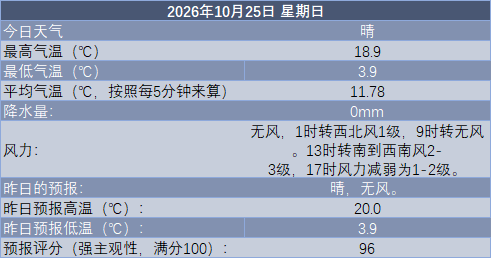 2026年10月25日 星期日
今日天气 晴
最高气温（℃） 18.9
最低气温（℃） 3.9
平均气温（℃，按照每5分钟来算） 11.78
降水量： 0mm
风力： 无风，1时转西北风1级，9时转无风
。13时转南到西南风2-
3级，17时风力减弱为1-2级。
昨日的预报： 晴，无风。
昨日预报高温（℃）： 20.0
昨日预报低温（℃）： 3.9
预报评分（强主观性，满分100）： 96